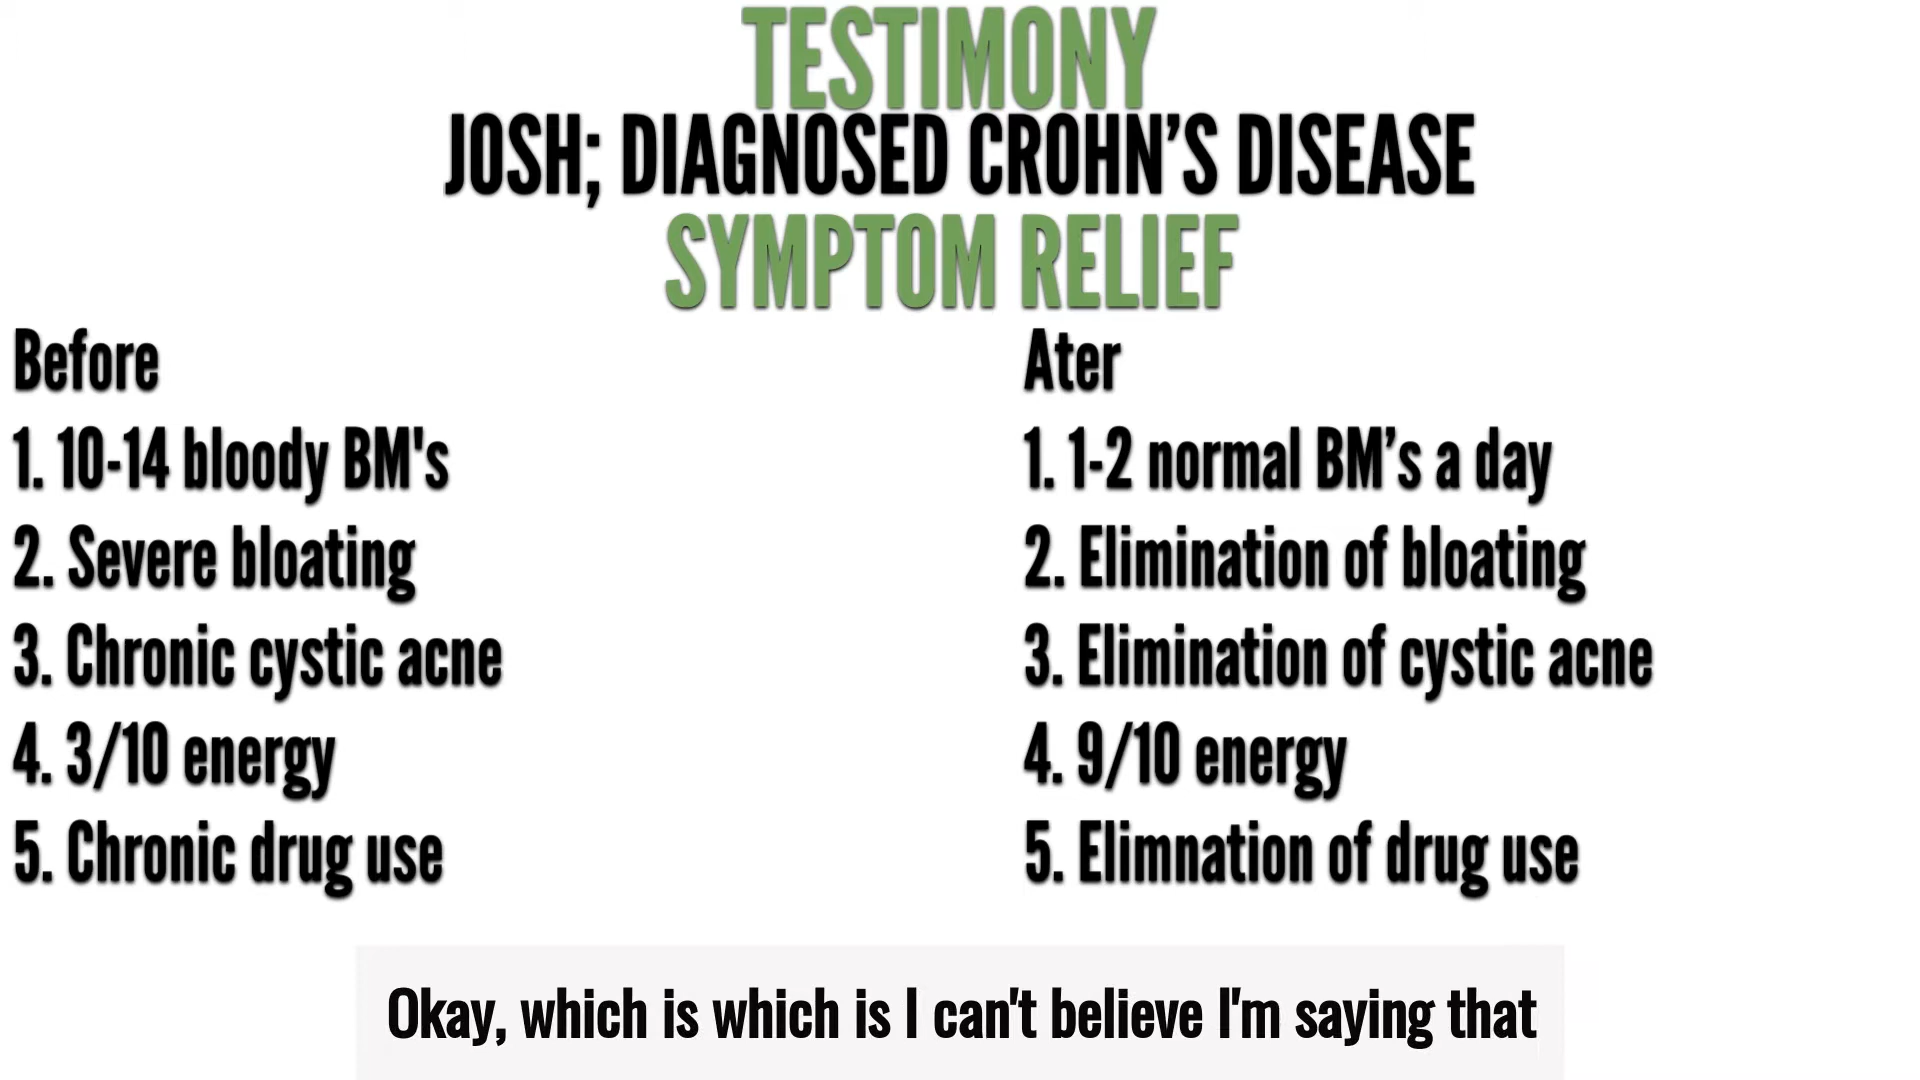 TESTIMONY
JOSH; DIAGNOSED CROHN’S DISEASE
SYMPTOM RELIEF
Before
1. 10-14 bloody BM's
2. Severe bloating
3. Chronic cystic acne
4. 3/10 energy
5. Chronic drug use
Ater
1. 1-2 normal BM’s a day
2. Elimination of bloating
3. Elimination of cystic acne
4. 9/10 energy
5. Elimnation of drug use
Okay, which is which is I can't believe I'm saying that